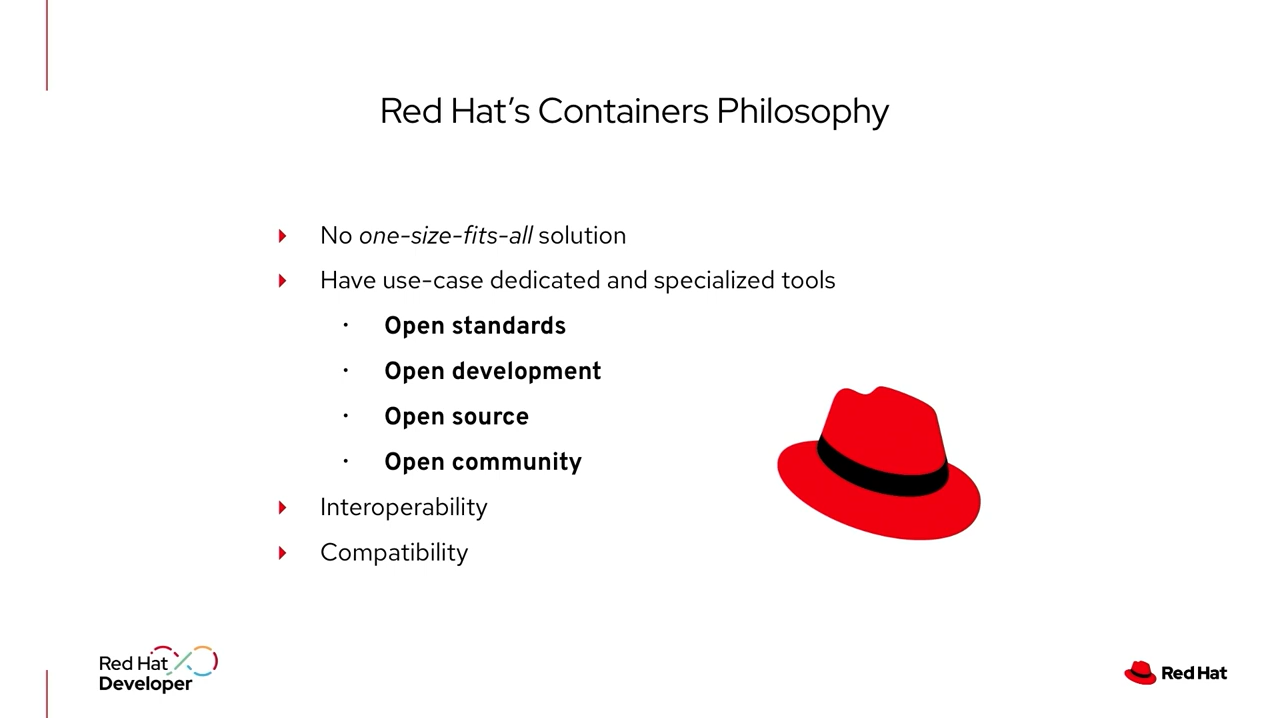 Red Hat’s Containers Philosophy
No one-size-fits-all solution
Have use-case dedicated and specialized tools
Open standards
Open development
Open source
Open community
Interoperability
Compatibility
Red Hat
Developer
Red Hat